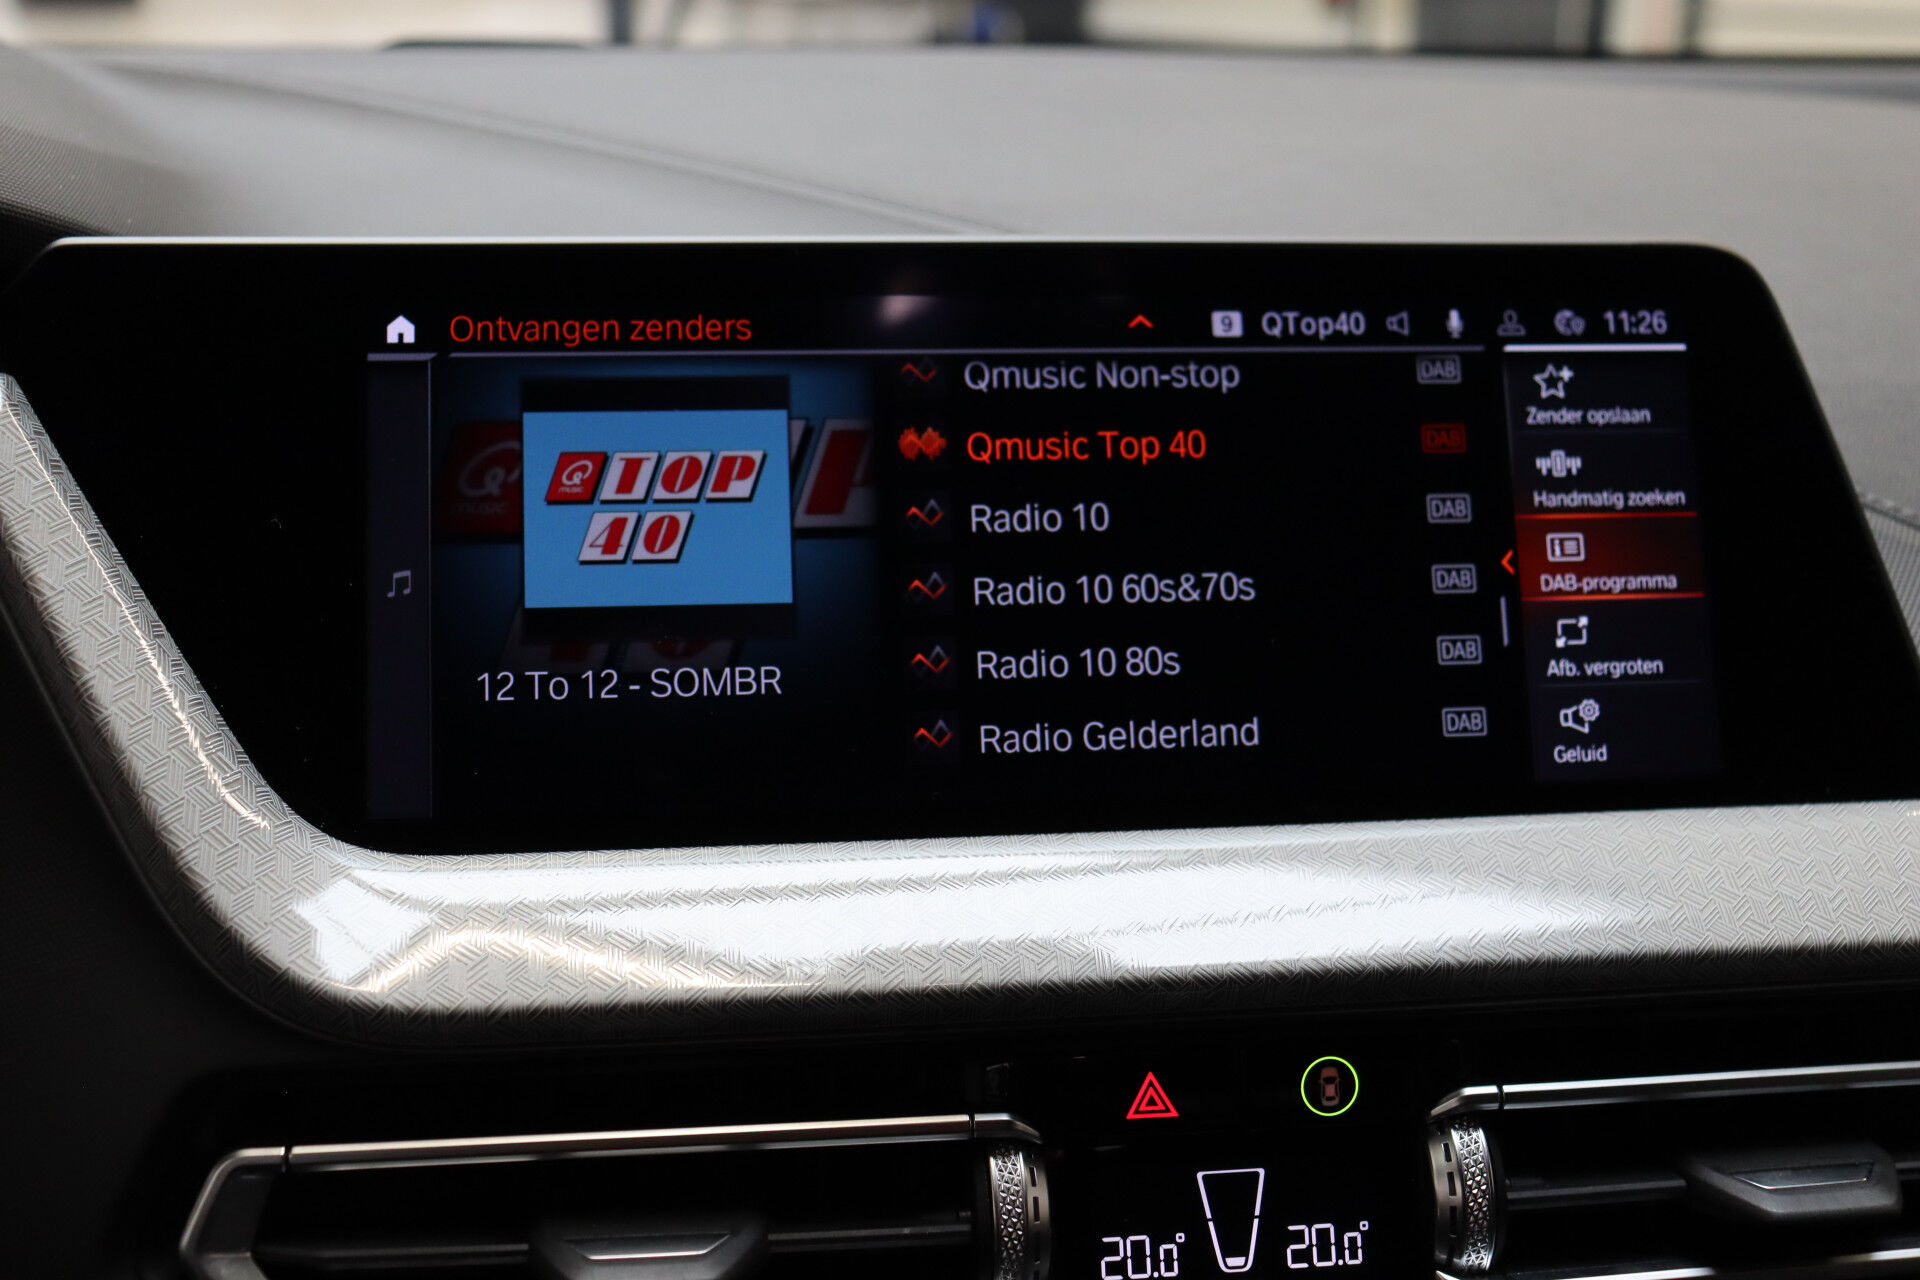 Ontvangen zenders
9 QTop40 11:26
Q music TOP 40
12 To 12 - SOMBR
Qmusic Non-stop DAB
Qmusic Top 40 DAB
Radio 10 DAB
Radio 10 60s&70s DAB
Radio 10 80s DAB
Radio Gelderland DAB
Zender opslaan
Handmatig zoeken
DAB-programma
Afb. vergroten
Geluid
20.0° 20.0°